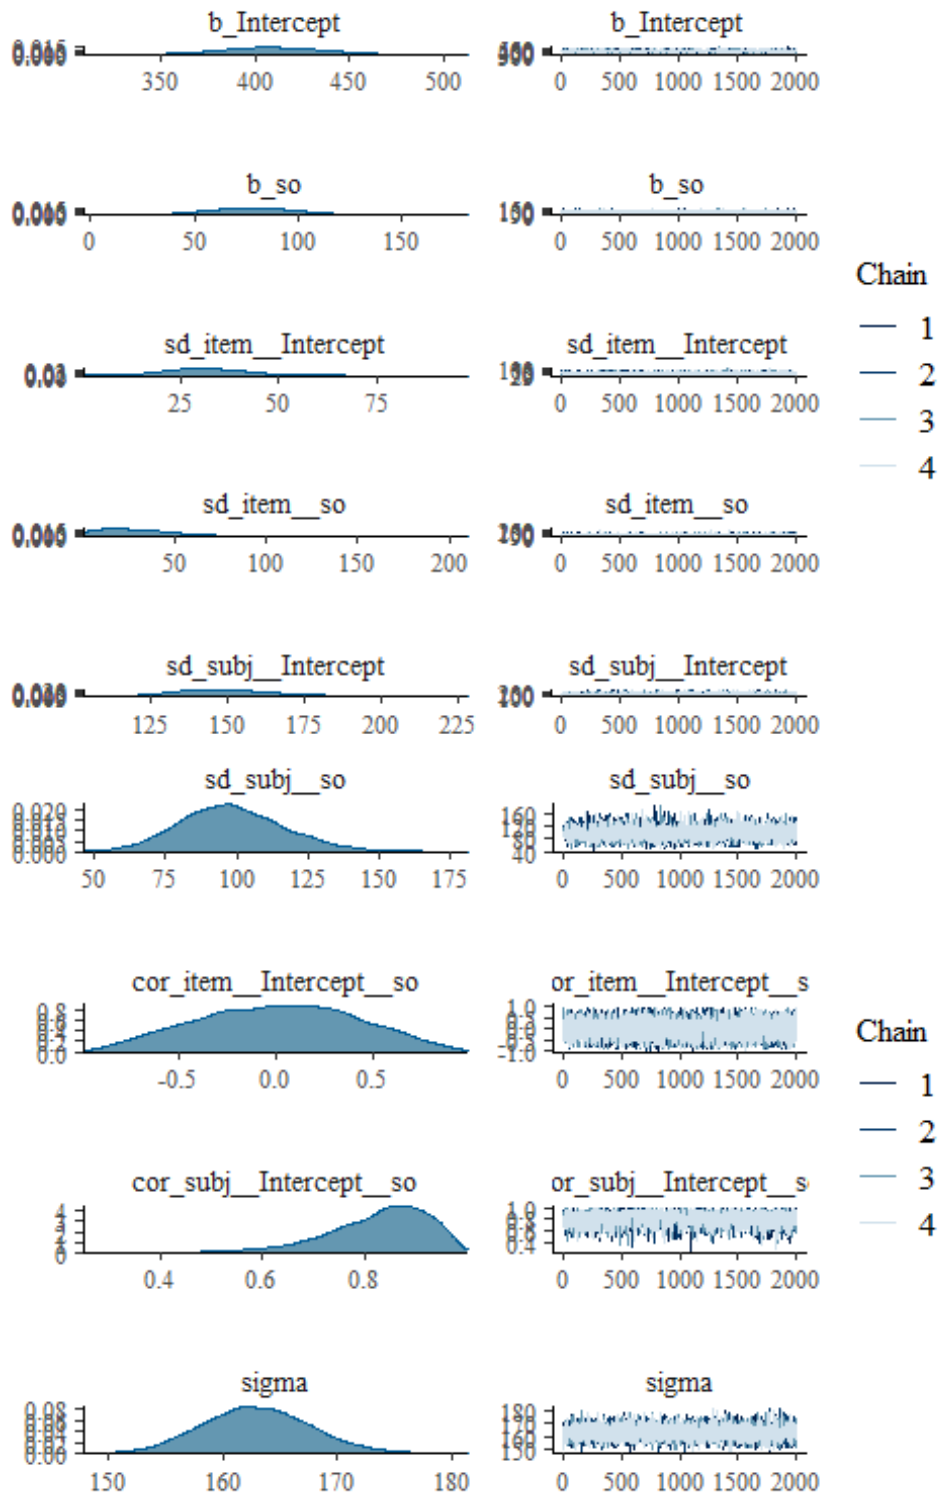 b_Intercept b_Intercept
350 400 450 500 0 500 1000 1500 2000
b_so b_so
0 50 100 150 0 500 1000 1500 2000
Chain
1
2
3
4
sd_item__Intercept sd_item__Intercept
25 50 75 0 500 1000 1500 2000
sd_item__so sd_item__so
50 100 150 200 0 500 1000 1500 2000
sd_subj__Intercept sd_subj__Intercept
125 150 175 200 225 0 500 1000 1500 2000
sd_subj__so sd_subj__so
0.020
0.000
160
40
50 75 100 125 150 175 0 500 1000 1500 2000
cor_item__Intercept__so or_item__Intercept__s
0.8
0.0
1.0
-1.0
-0.5 0.0 0.5 0 500 1000 1500 2000
Chain
1
2
3
4
cor_subj__Intercept__so or_subj__Intercept__s
4
0
1.0
0.4
0.4 0.6 0.8 0 500 1000 1500 2000
sigma sigma
0.08
0.00
180
170
160
150
150 160 170 180 0 500 1000 1500 2000